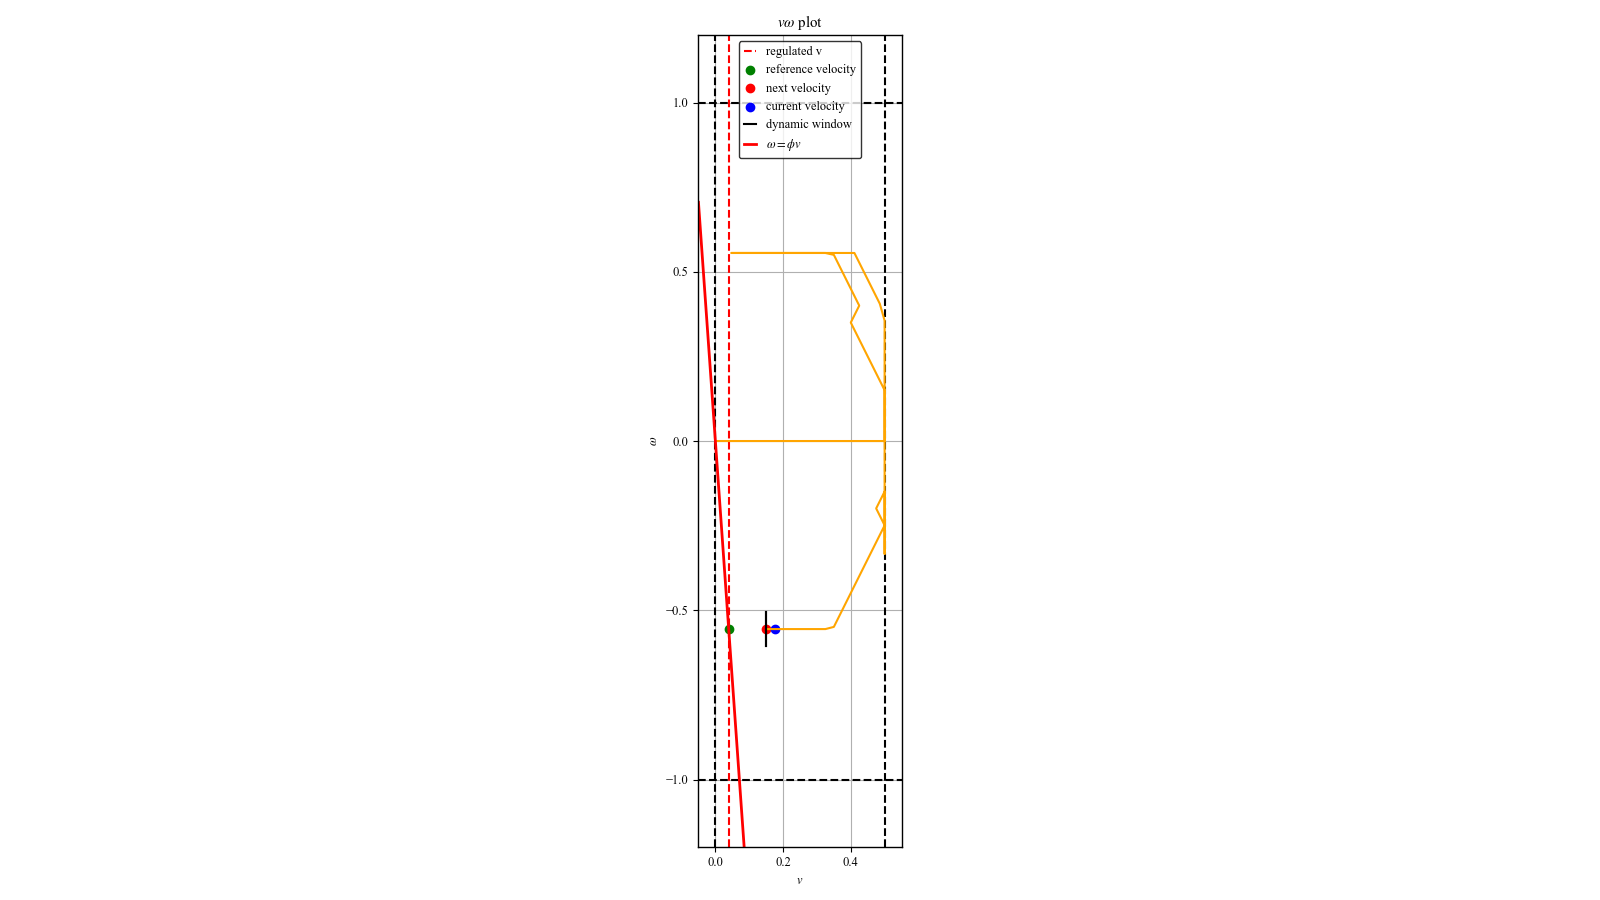 νω plot
regulated v
reference velocity
next velocity
current velocity
dynamic window
ω = ϕv
1.0
0.5
0.0
−0.5
−1.0
ω
0.0 0.2 0.4
v